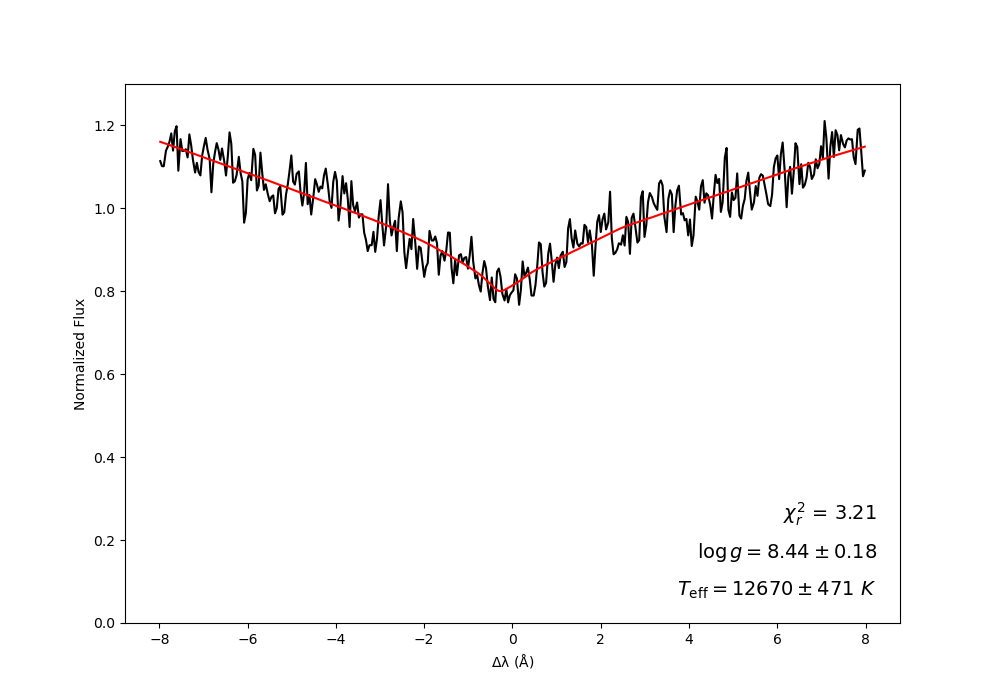 1.2
1.0
0.8
0.6
0.4
0.2
0.0
Normalized Flux
χ²ᵣ = 3.21
log g = 8.44 ± 0.18
T_eff = 12670 ± 471 K
−8 −6 −4 −2 0 2 4 6 8
Δλ (Å)